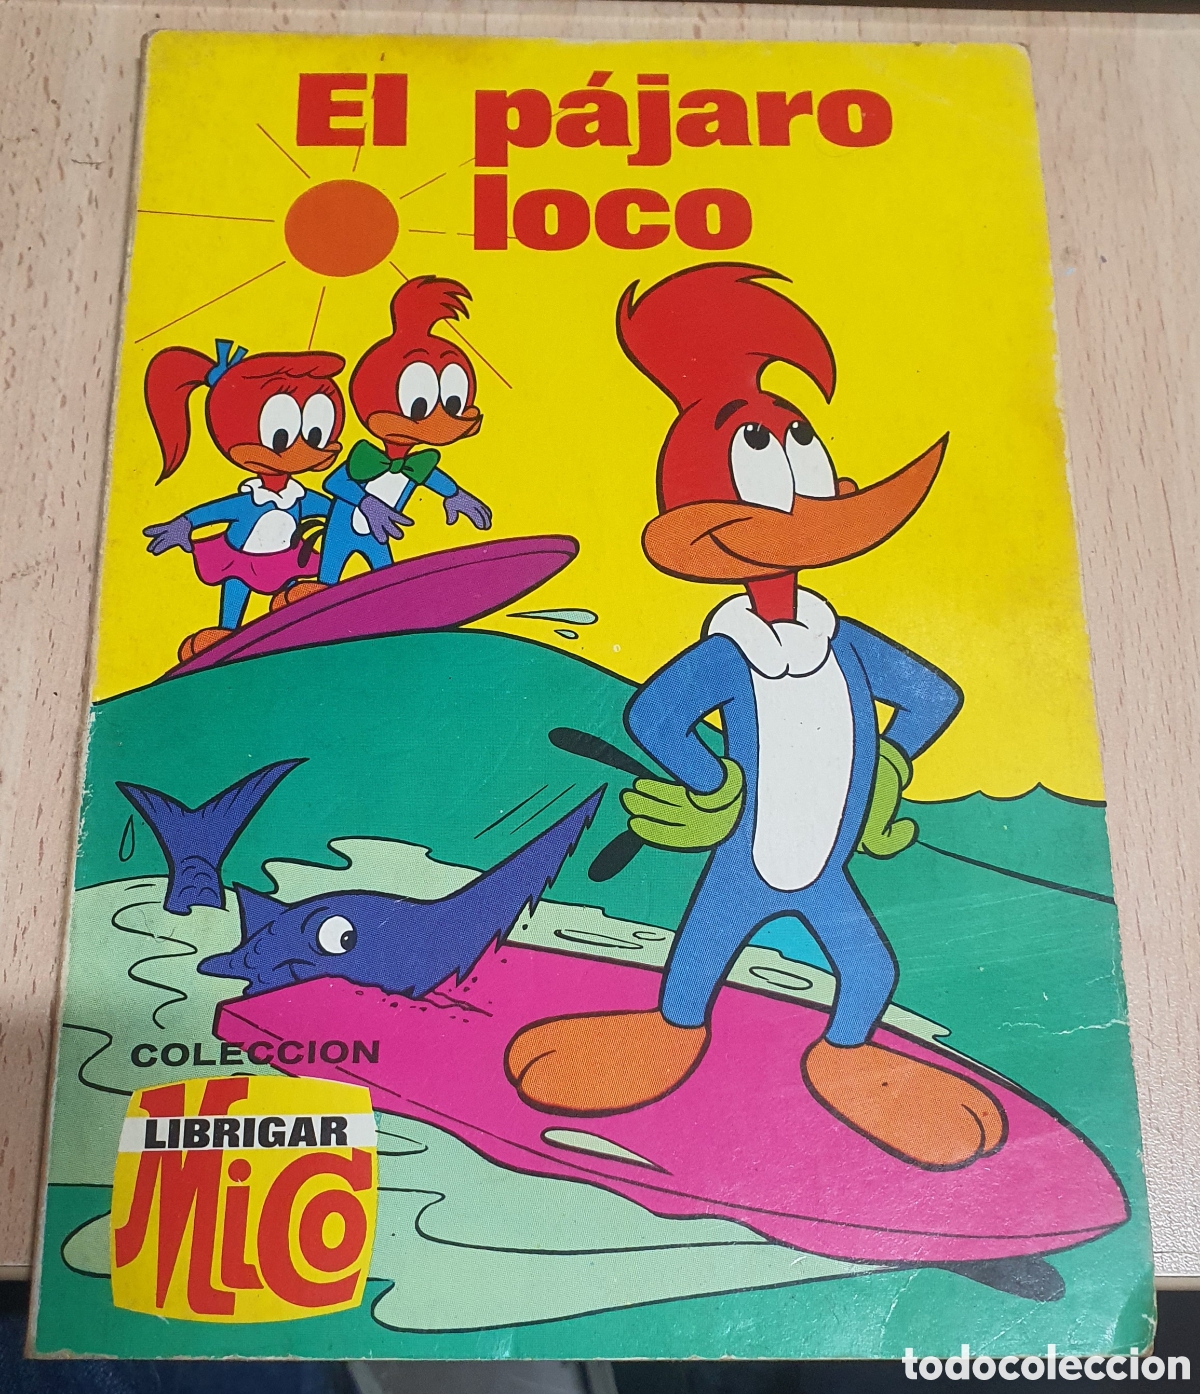 El pájaro
loco
COLECCION
LIBRIGAR
MiCO
todocoleccion